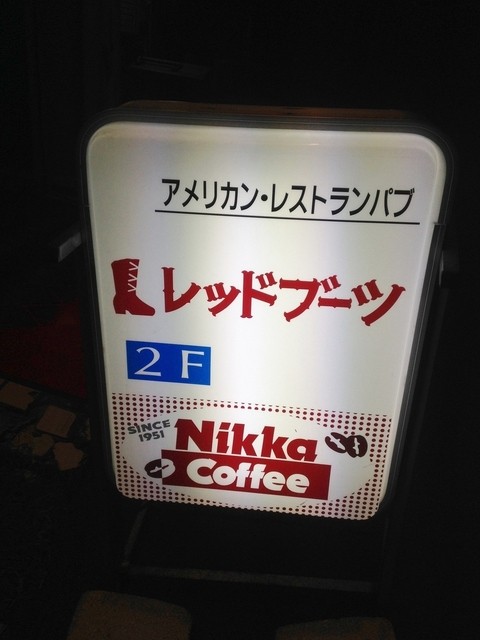 アメリカン・レストランパブ
レッドブーツ
2F
SINCE
1951
Nikka
Coffee